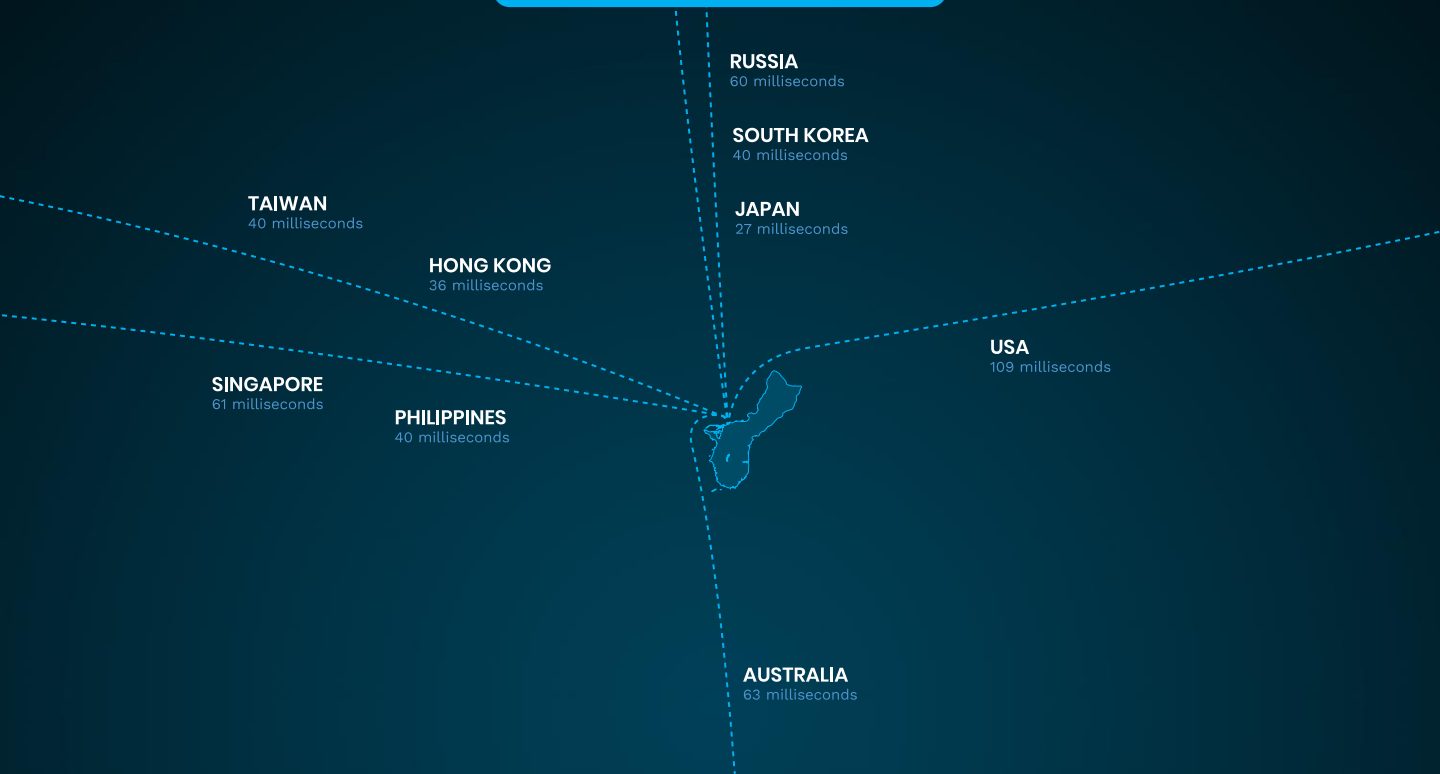 RUSSIA
60 milliseconds
SOUTH KOREA
40 milliseconds
TAIWAN
40 milliseconds
JAPAN
27 milliseconds
HONG KONG
36 milliseconds
USA
109 milliseconds
SINGAPORE
61 milliseconds
PHILIPPINES
40 milliseconds
AUSTRALIA
63 milliseconds